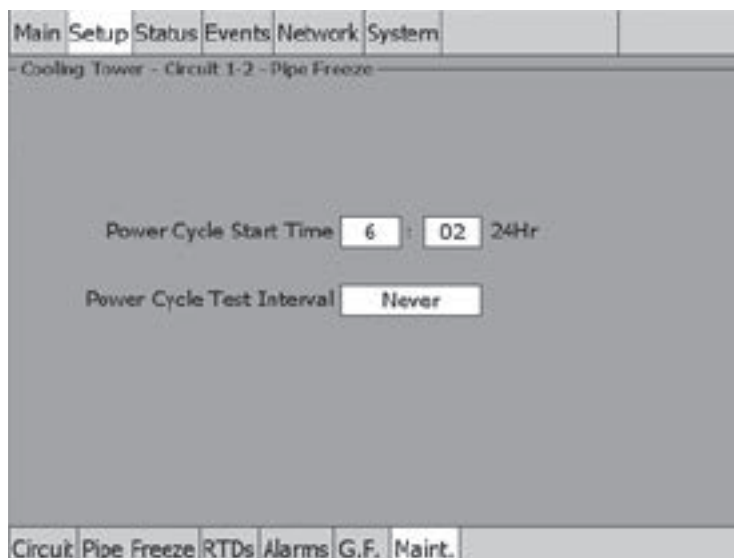 Main Setup Status Events Network System
Cooling Tower - Circuit 1-2 - Pipe Freeze
Power Cycle Start Time 6 : 02 24Hr
Power Cycle Test Interval Never
Circuit Pipe Freeze RTDs Alarms G.F. Maint.